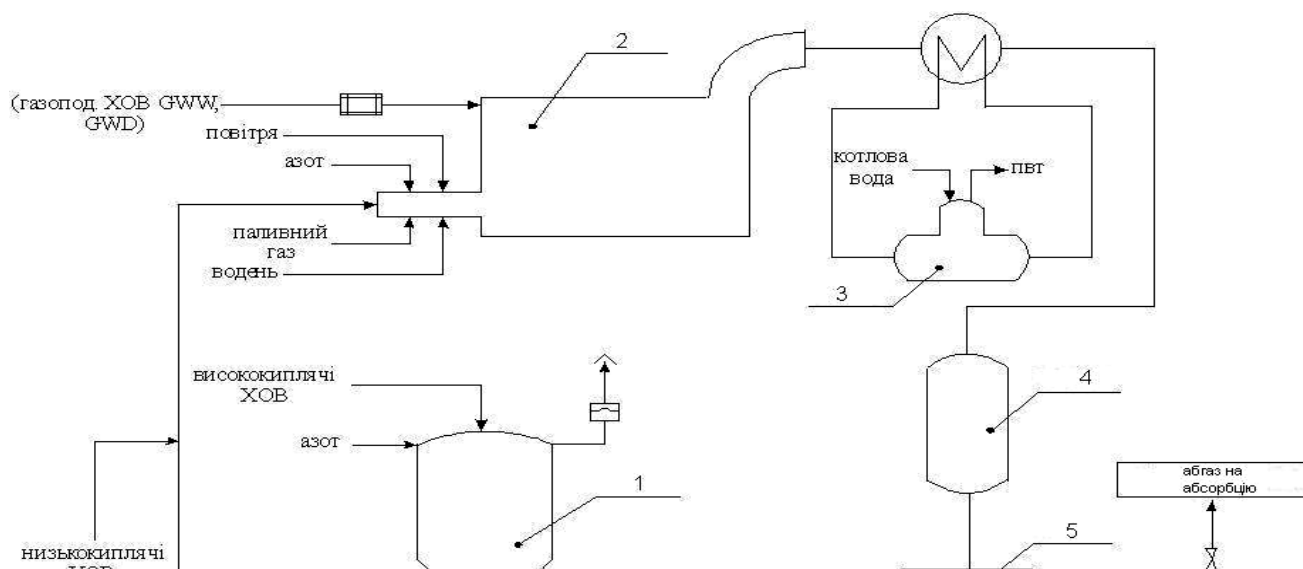 2
(газопод. ХОВ GWW,
GWD)
повітря
азот
котлова
вода
пвт
паливний
газ
водень
3
висококиплячі
ХОВ
4
азот
абгаз на
абсорбцію
1
5
низькокиплячі